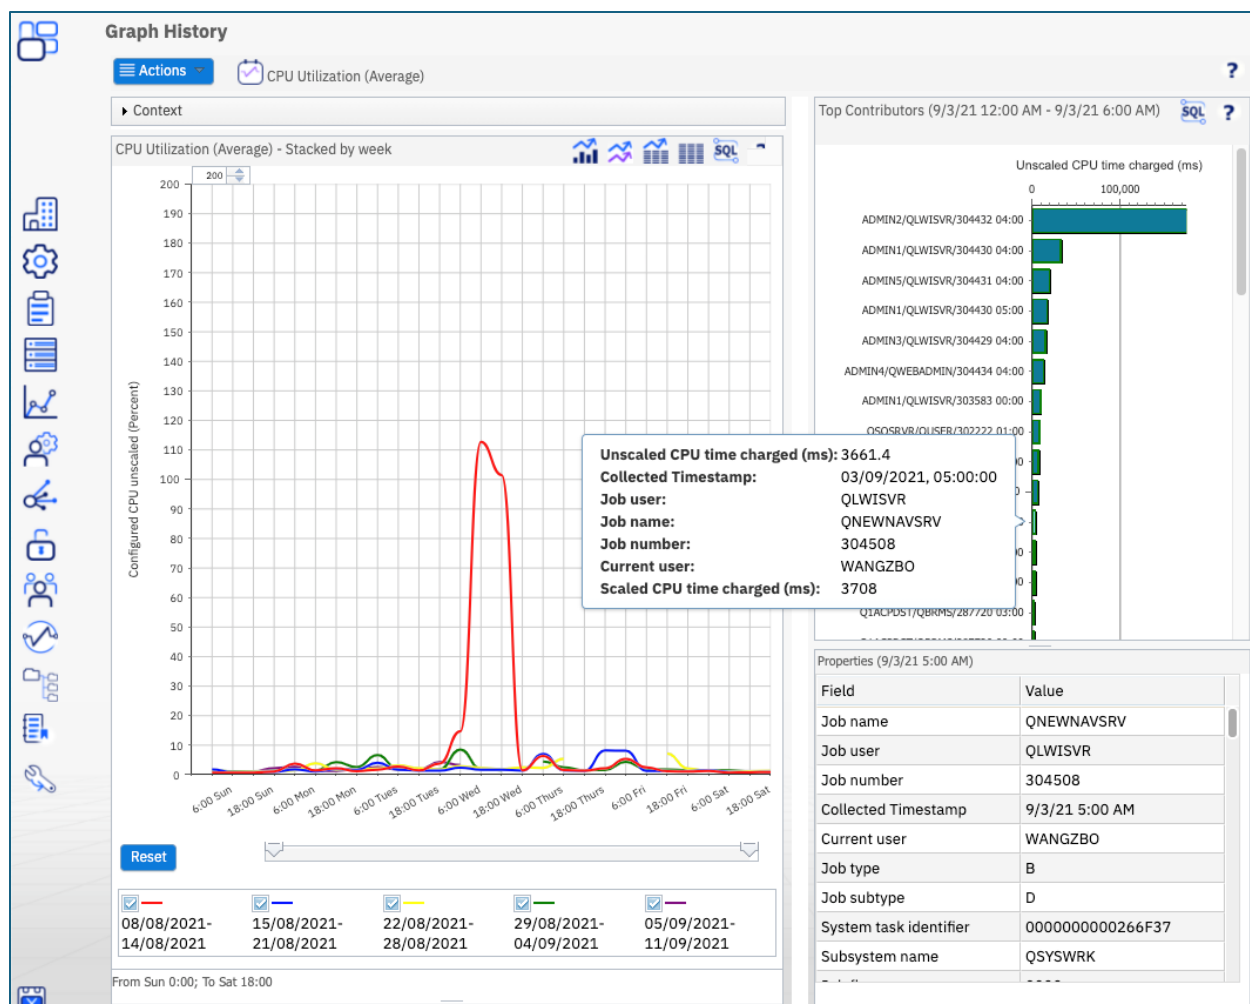 Graph History
Actions
CPU Utilization (Average)
?
Context
CPU Utilization (Average) - Stacked by week
SQL
200
200
190
180
170
160
150
140
130
120
110
100
90
80
70
60
50
40
30
20
10
0
Configured CPU unscaled (Percent)
6:00 Sun
18:00 Sun
6:00 Mon
18:00 Mon
6:00 Tues
18:00 Tues
6:00 Wed
18:00 Wed
6:00 Thurs
18:00 Thurs
6:00 Fri
18:00 Fri
6:00 Sat
18:00 Sat
Reset
08/08/2021-
14/08/2021
15/08/2021-
21/08/2021
22/08/2021-
28/08/2021
29/08/2021-
04/09/2021
05/09/2021-
11/09/2021
From Sun 0:00; To Sat 18:00
Top Contributors (9/3/21 12:00 AM - 9/3/21 6:00 AM)
SQL
?
Unscaled CPU time charged (ms)
0
100,000
ADMIN2/QLWISVR/304432 04:00
ADMIN1/QLWISVR/304430 04:00
ADMIN5/QLWISVR/304431 04:00
ADMIN1/QLWISVR/304430 05:00
ADMIN3/QLWISVR/304429 04:00
ADMIN4/QWEBADMIN/304434 04:00
ADMIN1/QLWISVR/303583 00:00
QSQSRVR/QUSER/302222 01:00
Q1ACPDST/QBRMS/287720 03:00
Unscaled CPU time charged (ms): 3661.4
Collected Timestamp: 03/09/2021, 05:00:00
Job user: QLWISVR
Job name: QNEWNAVSRV
Job number: 304508
Current user: WANGZBO
Scaled CPU time charged (ms): 3708
Properties (9/3/21 5:00 AM)
Field Value
Job name QNEWNAVSRV
Job user QLWISVR
Job number 304508
Collected Timestamp 9/3/21 5:00 AM
Current user WANGZBO
Job type B
Job subtype D
System task identifier 0000000000266F37
Subsystem name QSYSWRK